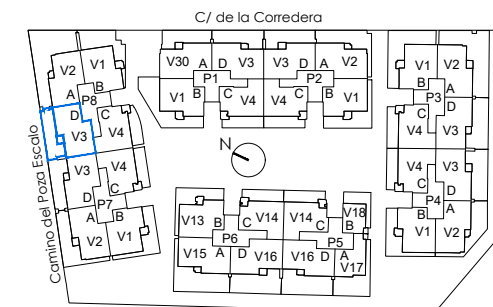 C/ de la Corredera
V2 V1
A B
P8
D C
V3 V4
V3 V4
D C
P7
A B
V2 V1
V30 A D V3 V3 D A V2
P1 P2
V1 B C V4 V4 C B V1
V1 V2
B A
P3
C D
V4 V3
V4 V3
C D
P4
B A
V1 V2
N
V13 B C V14 V14 C B V18
P6 P5
V15 A D V16 V16 D A V17
Camino del Poza Escalo